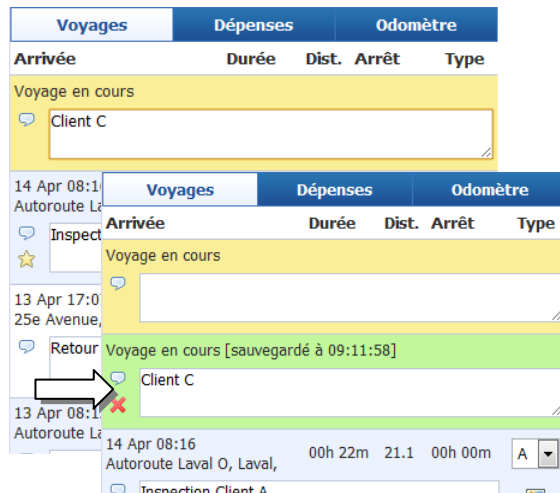 Voyages Dépenses Odomètre
Arrivée Durée Dist. Arrêt Type
Voyage en cours
Client C
14 Apr 08:1
Autoroute La
Inspect
13 Apr 17:0
25e Avenue,
Retour
13 Apr 08:1
Autoroute La
Voyages Dépenses Odomètre
Arrivée Durée Dist. Arrêt Type
Voyage en cours
Voyage en cours [sauvegardé à 09:11:58]
Client C
14 Apr 08:16 00h 22m 21.1 00h 00m A
Autoroute Laval O, Laval,
Inspection Client A